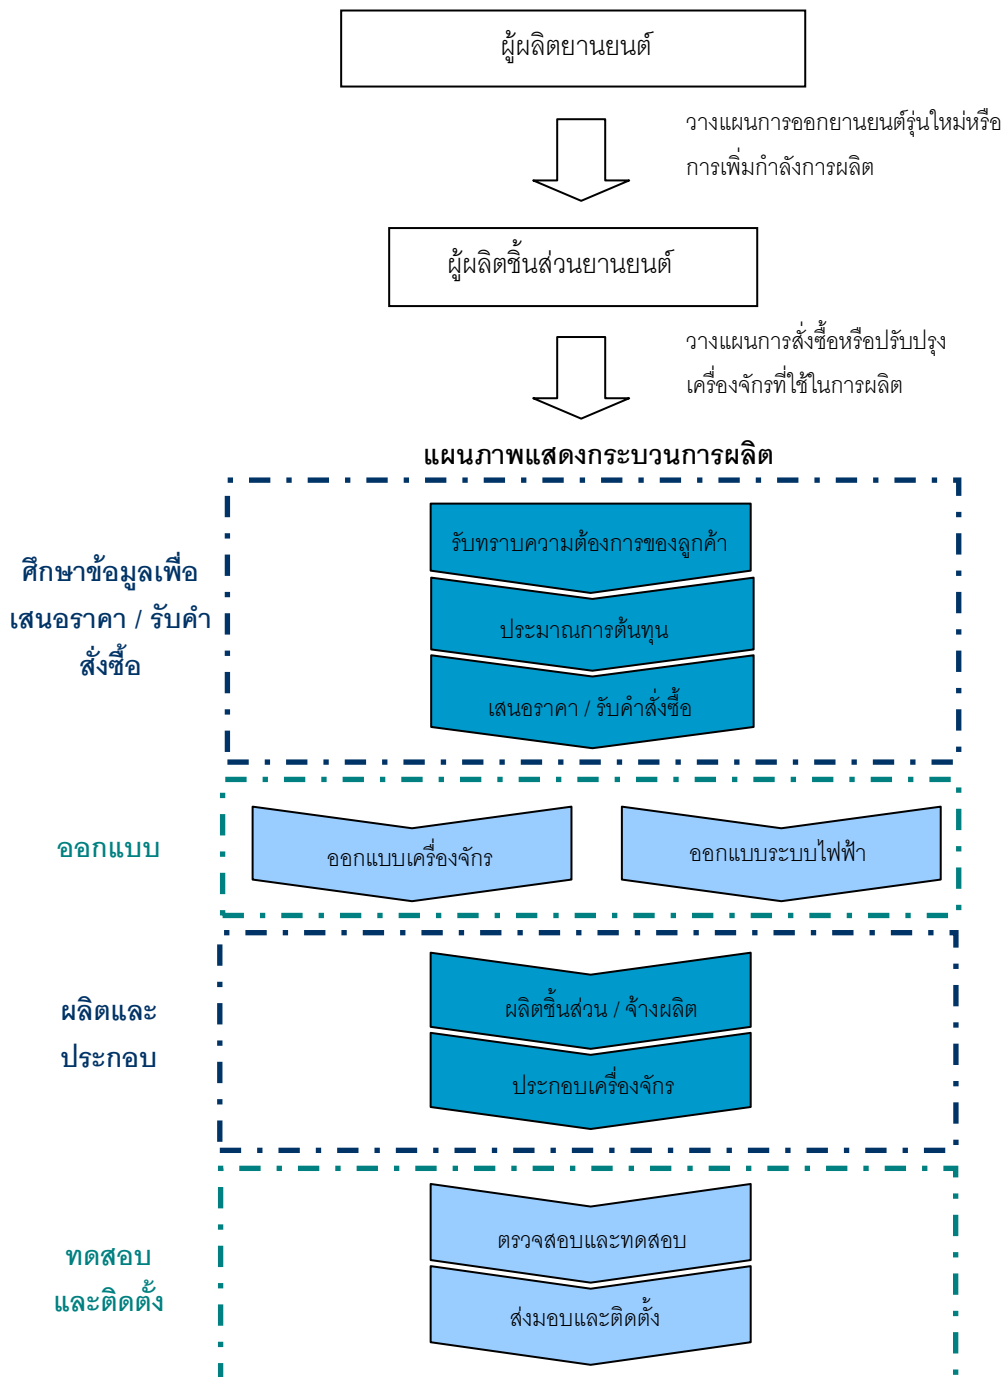 ผู้ผลิตยานยนต์
วางแผนการออกยานยนต์รุ่นใหม่หรือ
การเพิ่มกำลังการผลิต
ผู้ผลิตชิ้นส่วนยานยนต์
วางแผนการสั่งซื้อหรือปรับปรุง
เครื่องจักรที่ใช้ในการผลิต
แผนภาพแสดงกระบวนการผลิต
ศึกษาข้อมูลเพื่อ
เสนอราคา / รับคำ
สั่งซื้อ
รับทราบความต้องการของลูกค้า
ประมาณการต้นทุน
เสนอราคา / รับคำสั่งซื้อ
ออกแบบ
ออกแบบเครื่องจักร
ออกแบบระบบไฟฟ้า
ผลิตและ
ประกอบ
ผลิตชิ้นส่วน / จ้างผลิต
ประกอบเครื่องจักร
ทดสอบ
และติดตั้ง
ตรวจสอบและทดสอบ
ส่งมอบและติดตั้ง